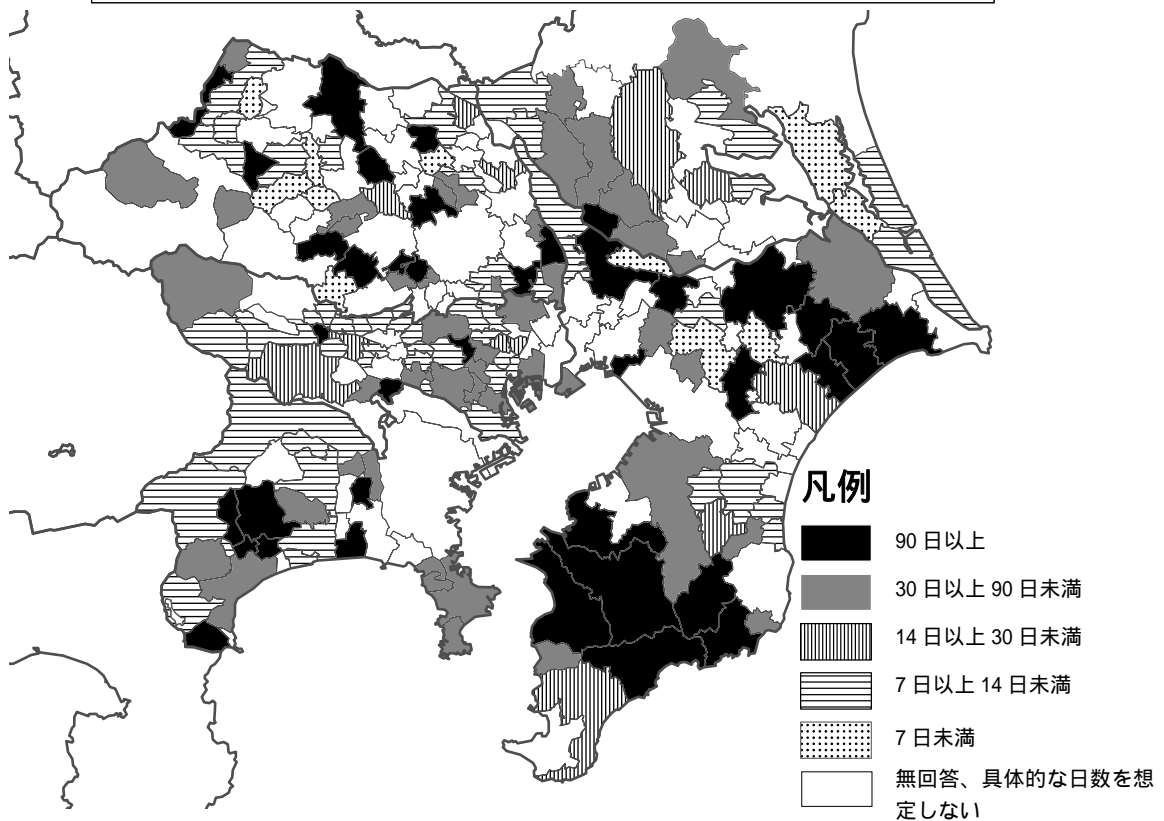 凡例
90 日以上
30 日以上 90 日未満
14 日以上 30 日未満
7 日以上 14 日未満
7 日未満
無回答、具体的な日数を想
定しない